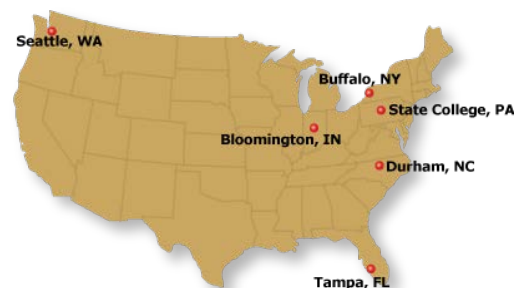 Seattle, WA
Buffalo, NY
State College, PA
Bloomington, IN
Durham, NC
Tampa, FL